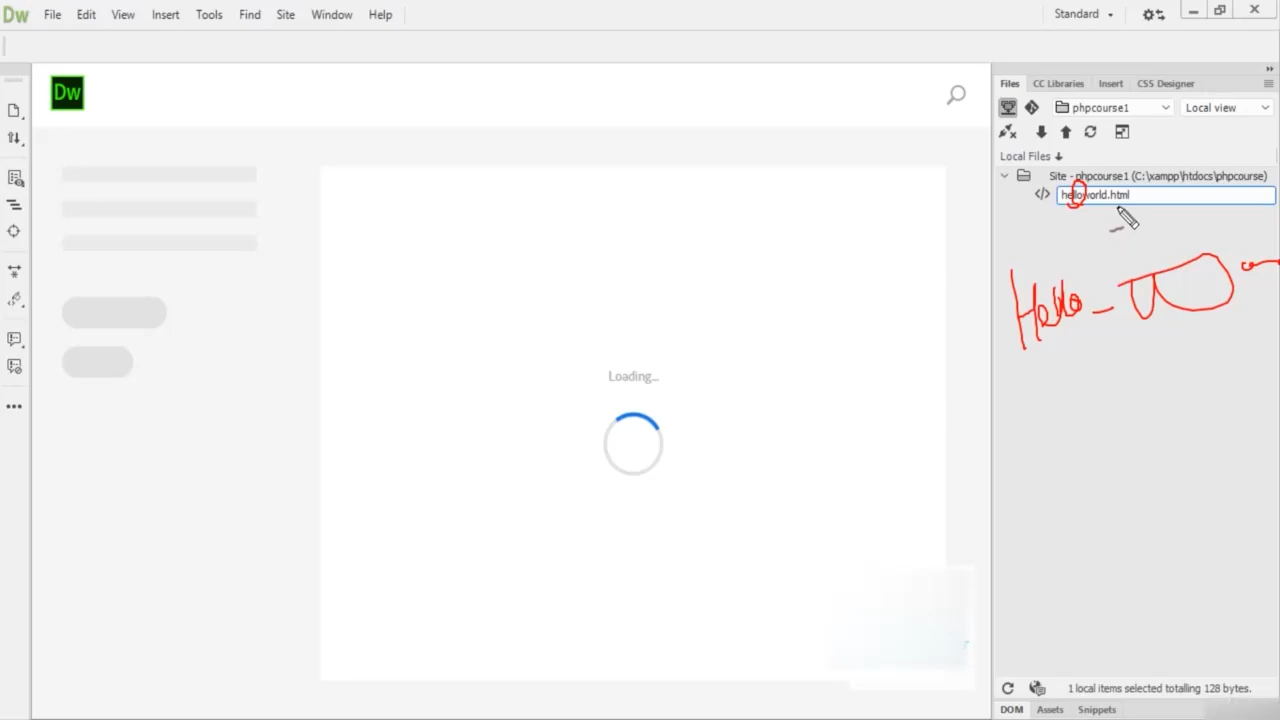 Dw File Edit View Insert Tools Find Site Window Help Standard
Dw
Loading...
Files CC Libraries Insert CSS Designer
phpcourse1 Local view
Local Files
Site - phpcourse1 (C:\xampp\htdocs\phpcourse)
helloworld.html
Hello_
1 local items selected totalling 128 bytes.
DOM Assets Snippets